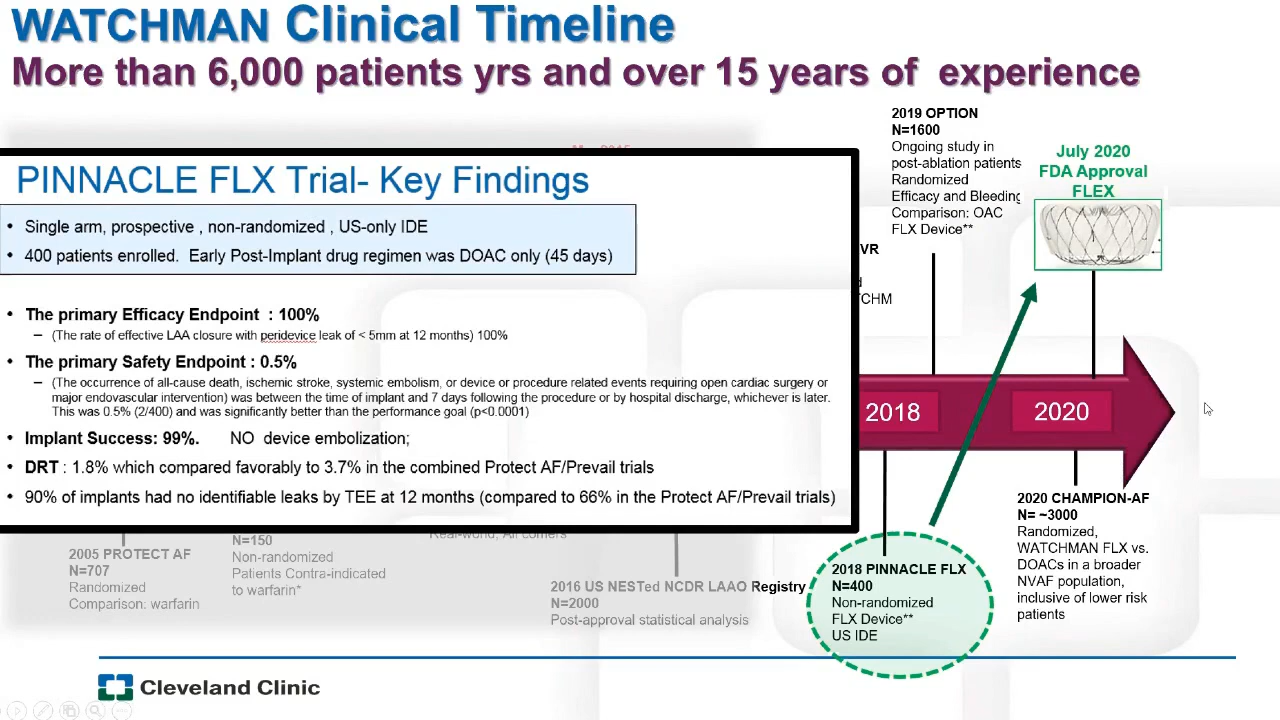 WATCHMAN Clinical Timeline
More than 6,000 patients yrs and over 15 years of experience
PINNACLE FLX Trial- Key Findings
• Single arm, prospective , non-randomized , US-only IDE
• 400 patients enrolled. Early Post-Implant drug regimen was DOAC only (45 days)
• The primary Efficacy Endpoint : 100%
– (The rate of effective LAA closure with peridevice leak of < 5mm at 12 months) 100%
• The primary Safety Endpoint : 0.5%
– (The occurrence of all-cause death, ischemic stroke, systemic embolism, or device or procedure related events requiring open cardiac surgery or
major endovascular intervention) was between the time of implant and 7 days following the procedure or by hospital discharge, whichever is later.
This was 0.5% (2/400) and was significantly better than the performance goal (p<0.0001)
• Implant Success: 99%. NO device embolization;
• DRT : 1.8% which compared favorably to 3.7% in the combined Protect AF/Prevail trials
• 90% of implants had no identifiable leaks by TEE at 12 months (compared to 66% in the Protect AF/Prevail trials)
2019 OPTION
N=1600
Ongoing study in
post-ablation patients
Randomized
Efficacy and Bleeding
Comparison: OAC
FLX Device**
July 2020
FDA Approval
FLEX
VR
TCHM
2018
2020
2005 PROTECT AF
N=707
Randomized
Comparison: warfarin
N=150
Non-randomized
Patients Contra-indicated
to warfarin*
Real-world, All comers
2016 US NESTed NCDR LAAO Registry
N=2000
Post-approval statistical analysis
2018 PINNACLE FLX
N=400
Non-randomized
FLX Device**
US IDE
2020 CHAMPION-AF
N= ~3000
Randomized,
WATCHMAN FLX vs.
DOACs in a broader
NVAF population,
inclusive of lower risk
patients
Cleveland Clinic